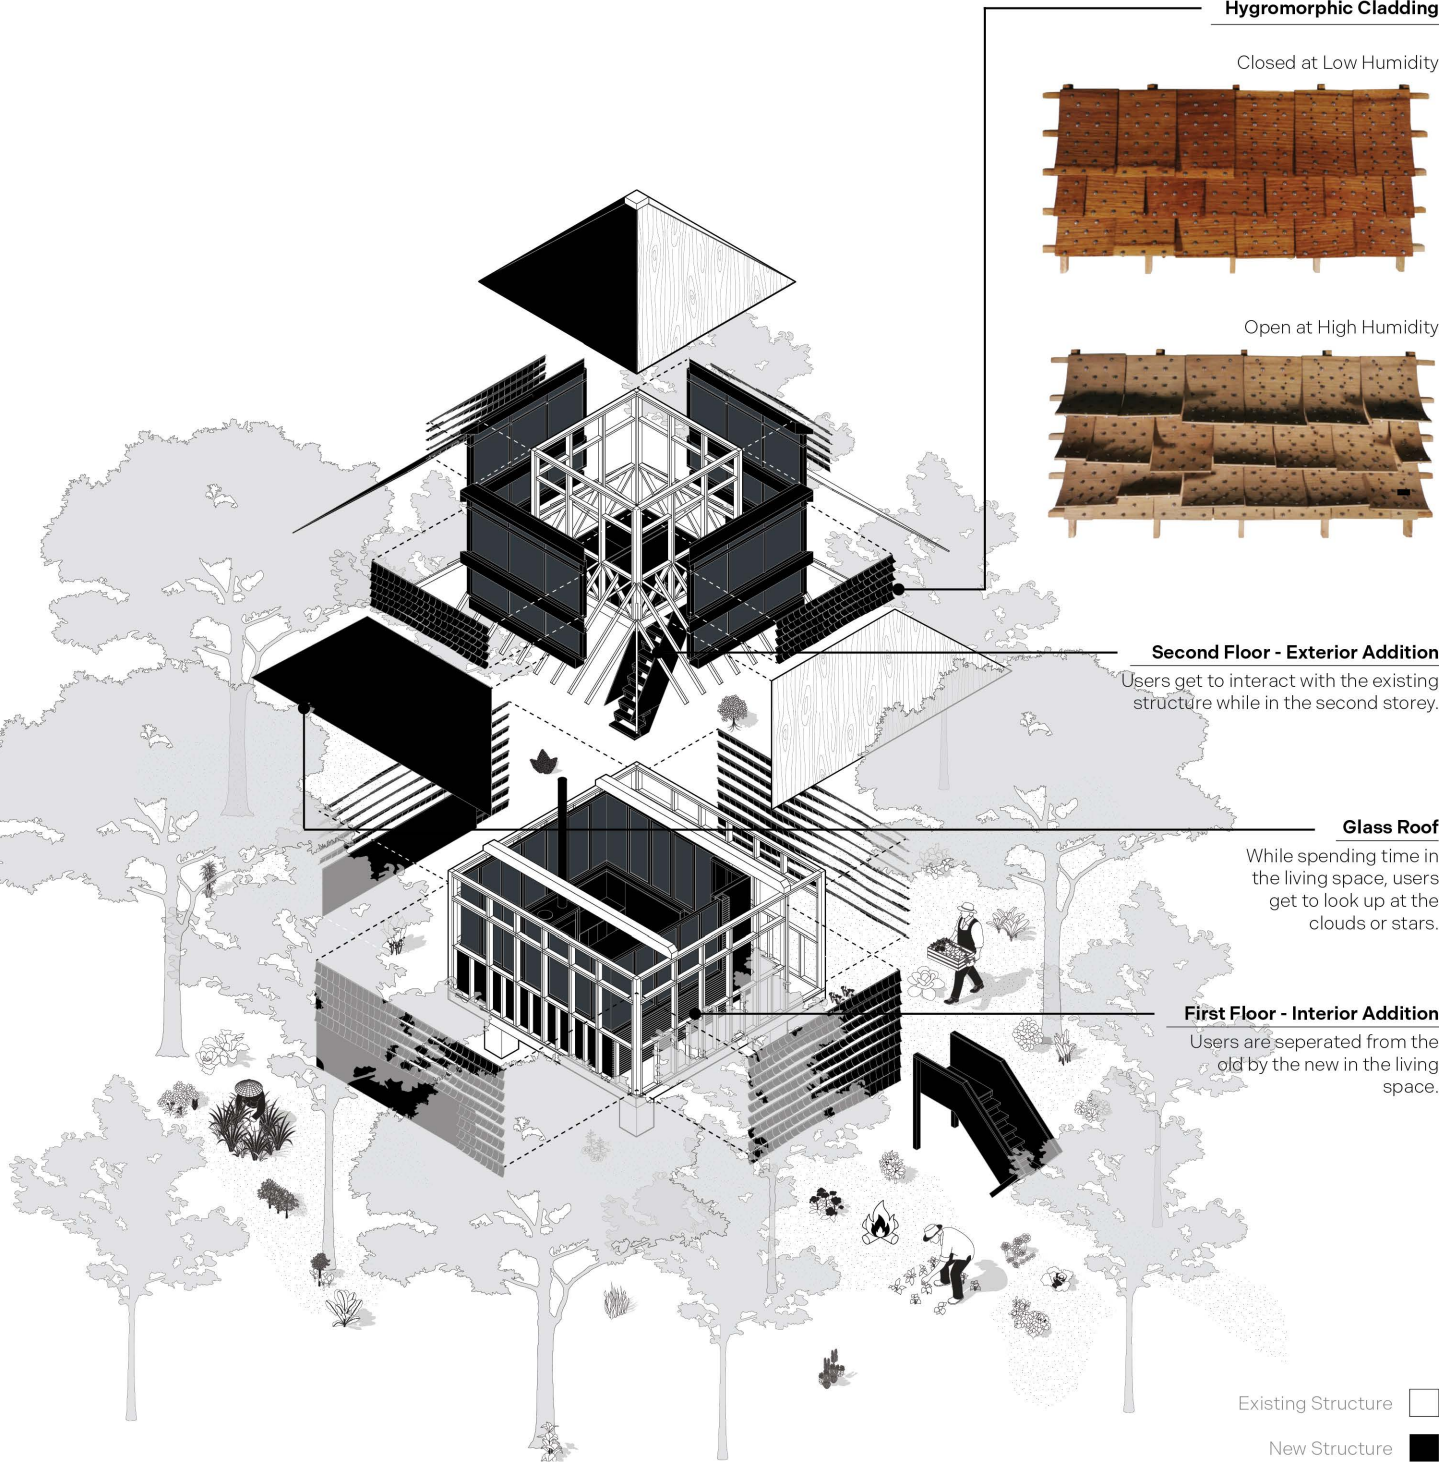 Hygromorphic Cladding
Closed at Low Humidity
Open at High Humidity
Second Floor - Exterior Addition
Users get to interact with the existing
structure while in the second storey.
Glass Roof
While spending time in
the living space, users
get to look up at the
clouds or stars.
First Floor - Interior Addition
Users are seperated from the
old by the new in the living
space.
Existing Structure
New Structure